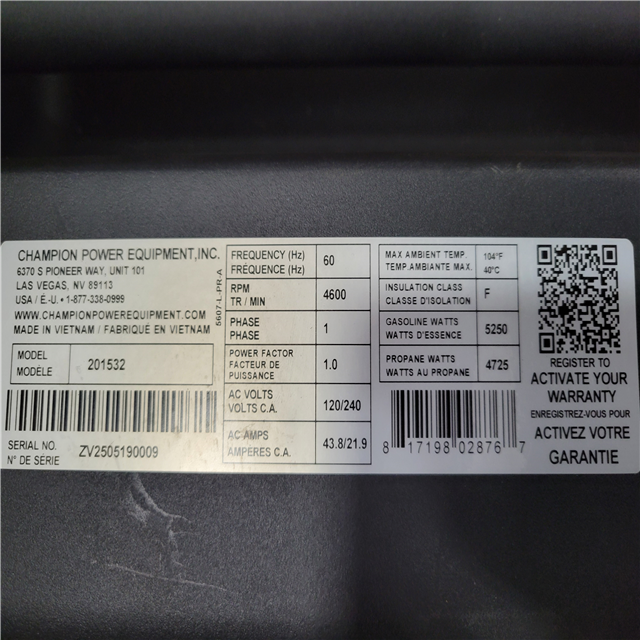 CHAMPION POWER EQUIPMENT, INC.
6370 S PIONEER WAY, UNIT 101
LAS VEGAS, NV 89113
USA / É.-U. • 1-877-338-0999
WWW.CHAMPIONPOWEREQUIPMENT.COM
MADE IN VIETNAM / FABRIQUÉ EN VIETNAM
5607-L-PR-A
MODEL
MODÈLE
201532
SERIAL NO.
N° DE SÉRIE
ZV2505190009
FREQUENCY (Hz)
FRÉQUENCE (Hz)
60
RPM
TR / MIN
4600
PHASE
PHASE
1
POWER FACTOR
FACTEUR DE
PUISSANCE
1.0
AC VOLTS
VOLTS C.A.
120/240
AC AMPS
AMPÈRES C.A.
43.8/21.9
MAX AMBIENT TEMP.
TEMP. AMBIANTE MAX.
104°F
40°C
INSULATION CLASS
CLASSE D'ISOLATION
F
GASOLINE WATTS
WATTS D'ESSENCE
5250
PROPANE WATTS
WATTS AU PROPANE
4725
8 17198 02876 7
REGISTER TO
ACTIVATE YOUR
WARRANTY
ENREGISTREZ-VOUS POUR
ACTIVEZ VOTRE
GARANTIE